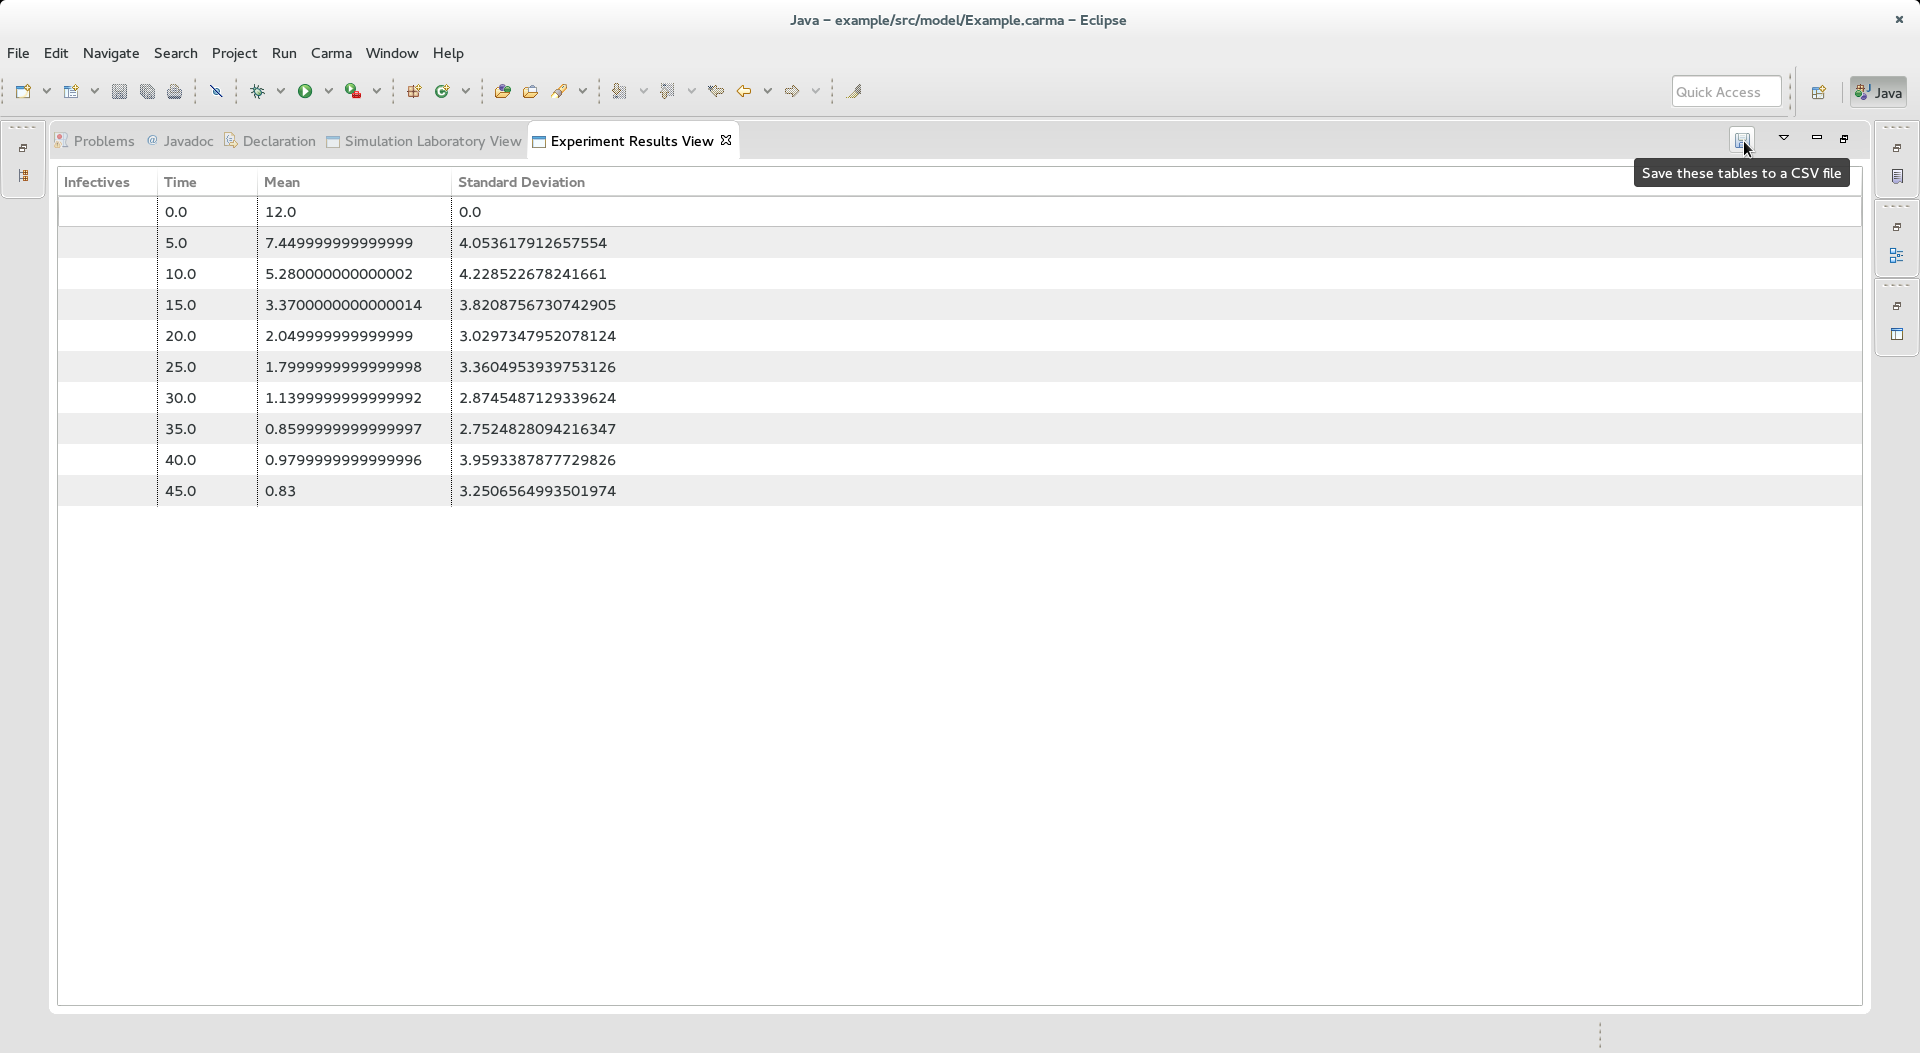 Java – example/src/model/Example.carma – Eclipse
File Edit Navigate Search Project Run Carma Window Help
Quick Access Java
Problems @ Javadoc Declaration Simulation Laboratory View Experiment Results View
Save these tables to a CSV file
Infectives Time Mean Standard Deviation
0.0 12.0 0.0
5.0 7.449999999999999 4.053617912657554
10.0 5.280000000000002 4.228522678241661
15.0 3.3700000000000014 3.8208756730742905
20.0 2.049999999999999 3.0297347952078124
25.0 1.7999999999999998 3.3604953939753126
30.0 1.1399999999999992 2.8745487129339624
35.0 0.8599999999999997 2.7524828094216347
40.0 0.9799999999999996 3.9593387877729826
45.0 0.83 3.2506564993501974